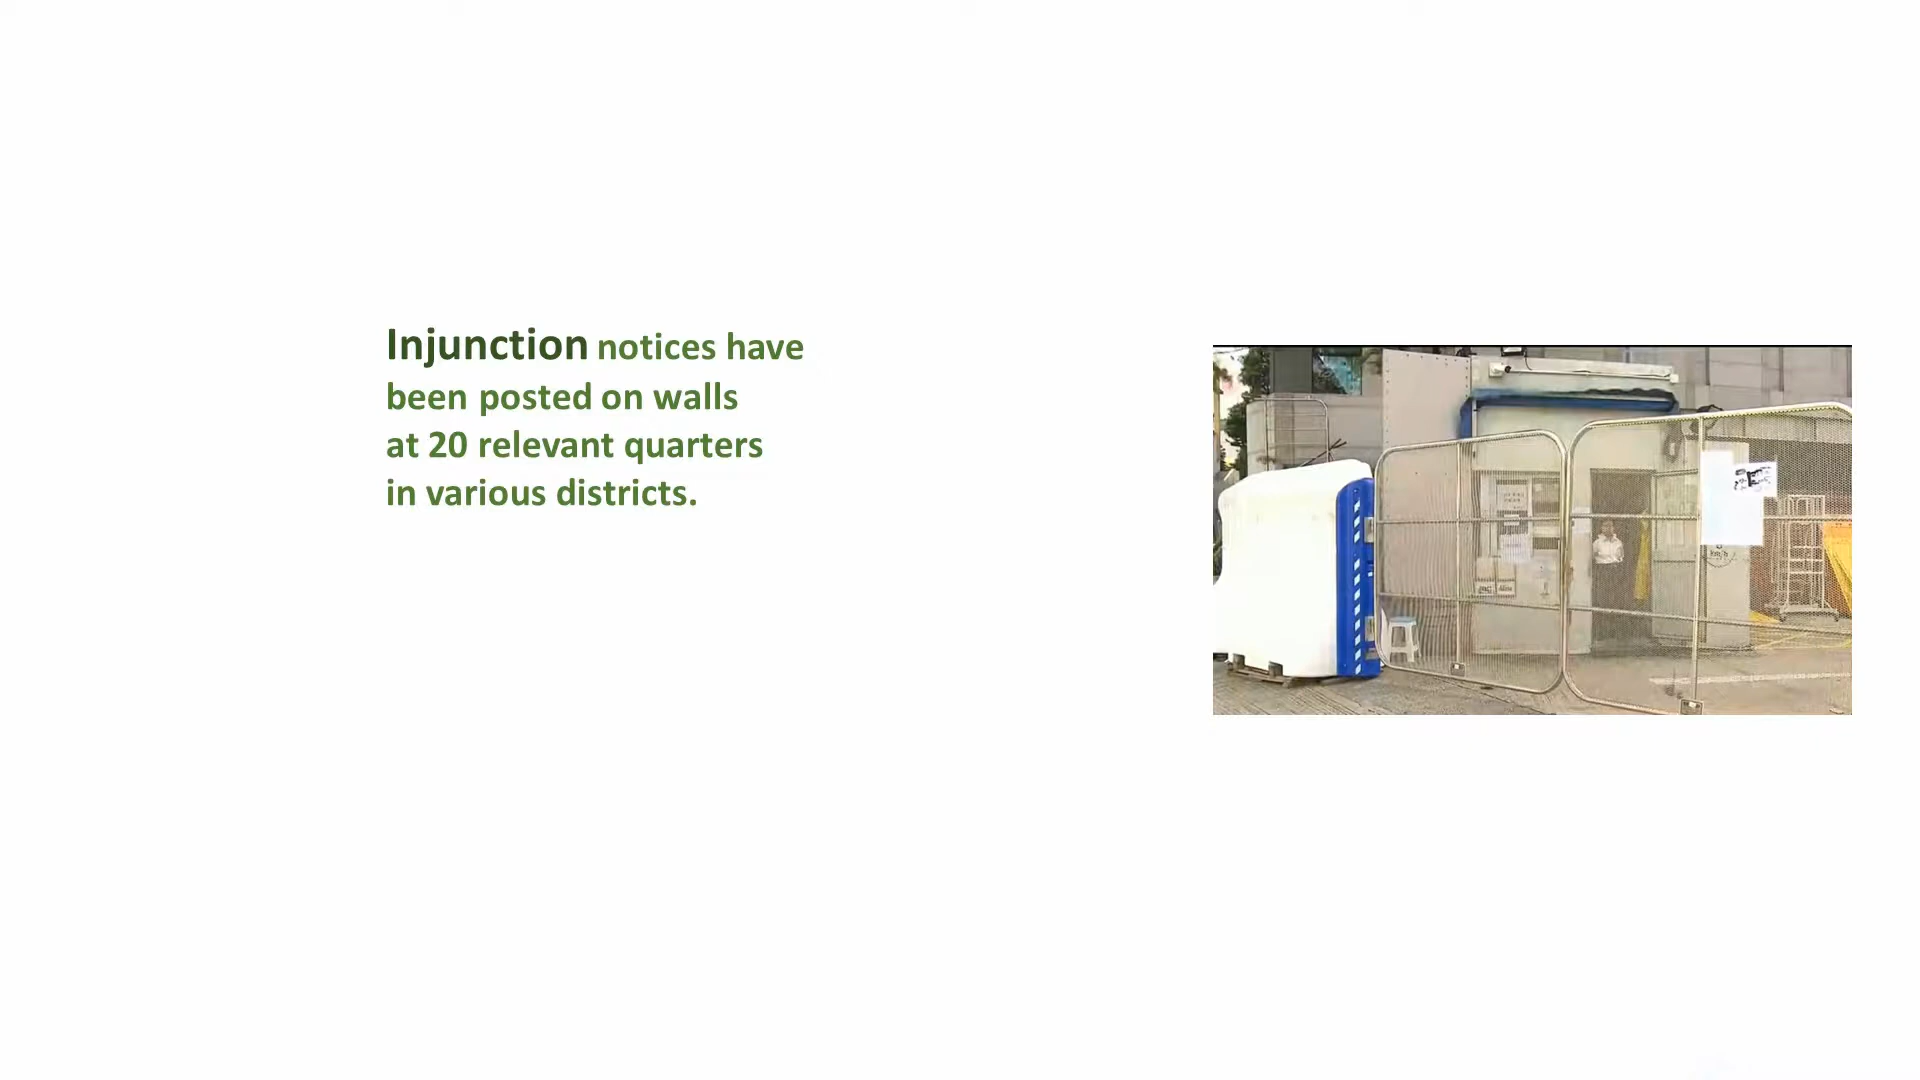 Injunction notices have
been posted on walls
at 20 relevant quarters
in various districts.